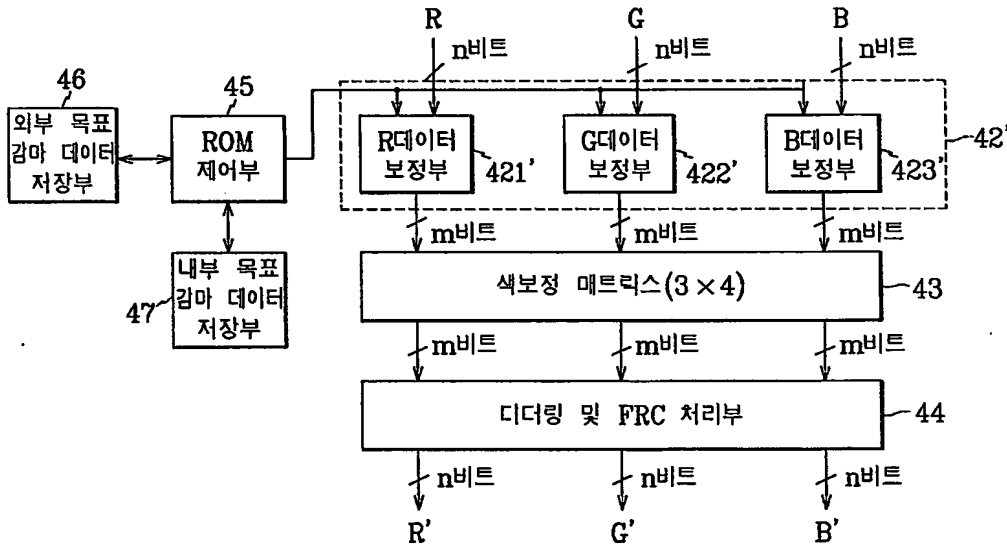 R G B
n비트 n비트 n비트
46
외부 목표
감마 데이터
저장부
45
ROM
제어부
R데이터
보정부
421'
G데이터
보정부
422'
B데이터
보정부
423'
42'
m비트 m비트 m비트
내부 목표
감마 데이터
저장부
47
색보정 매트릭스(3×4)
43
m비트 m비트 m비트
디더링 및 FRC 처리부
44
n비트 n비트 n비트
R' G' B'